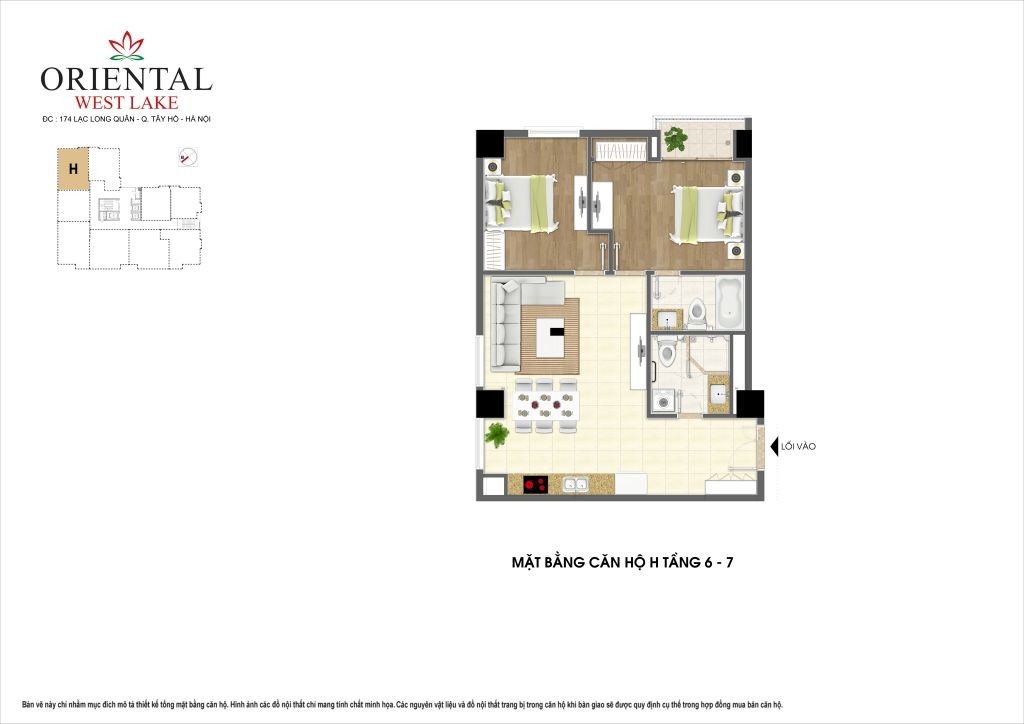 ORIENTAL
WEST LAKE
ĐC : 174 LẠC LONG QUÂN - Q. TÂY HỒ - HÀ NỘI
H
LỐI VÀO
MẶT BẰNG CĂN HỘ H TẦNG 6 - 7
Bản vẽ này chỉ nhằm mục đích mô tả thiết kế tổng mặt bằng căn hộ. Hình ảnh các đồ nội thất chỉ mang tính chất minh họa. Các nguyên vật liệu và đồ nội thất trang bị trong căn hộ khi bàn giao sẽ được quy định cụ thể trong hợp đồng mua bán căn hộ.